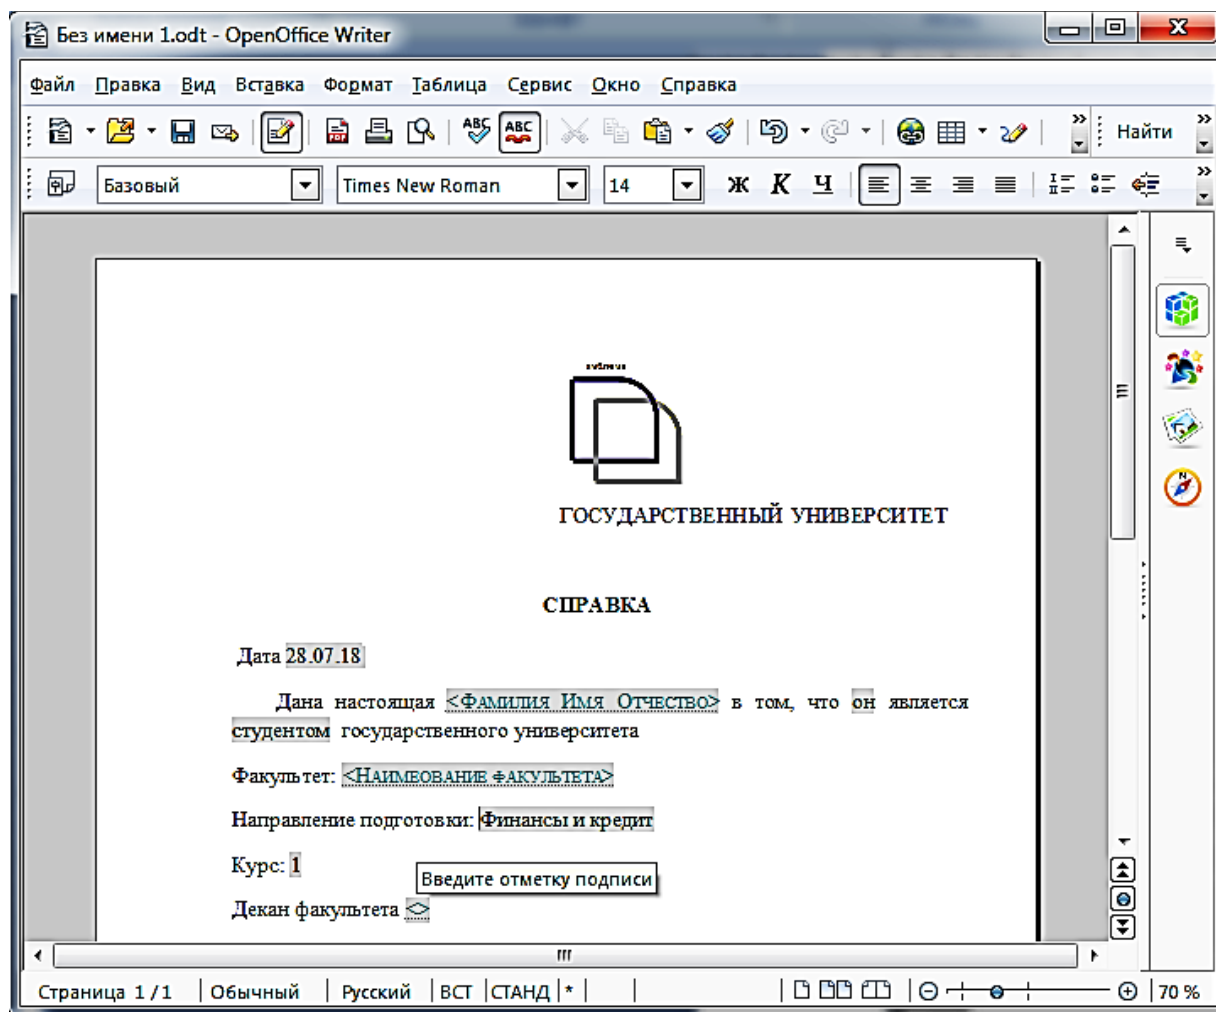 Без имени 1.odt - OpenOffice Writer
Файл Правка Вид Вставка Формат Таблица Сервис Окно Справка
Найти
Базовый Times New Roman 14 Ж К Ч
ГОСУДАРСТВЕННЫЙ УНИВЕРСИТЕТ
СПРАВКА
Дата 28.07.18
Дана настоящая <Фамилия Имя Отчество> в том, что он является
студентом государственного университета
Факультет: <Наимеование факультета>
Направление подготовки: Финансы и кредит
Курс: 1
Введите отметку подписи
Декан факультета <>
Страница 1 / 1 Обычный Русский ВСТ СТАНД * 70 %